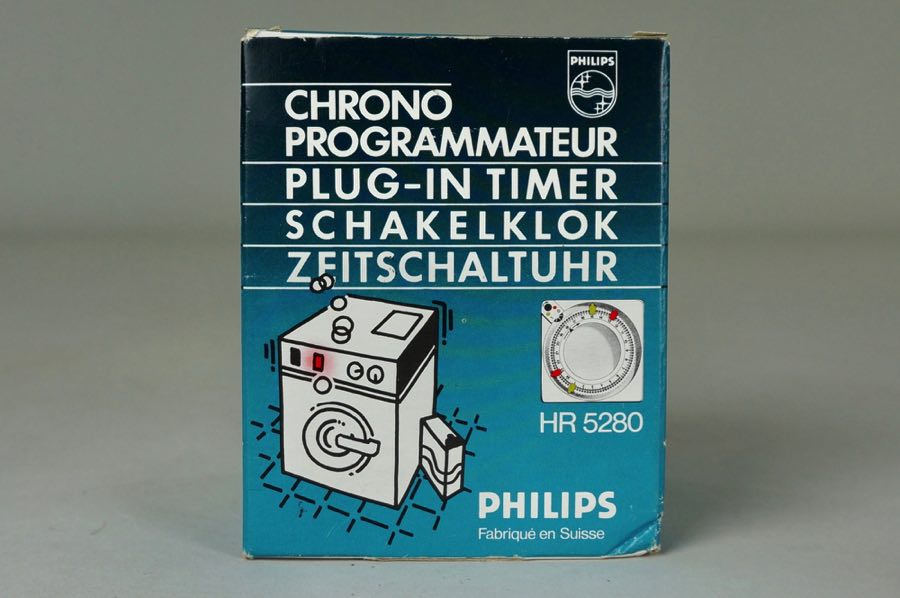 PHILIPS
CHRONO
PROGRAMMATEUR
PLUG-IN TIMER
SCHAKELKLOK
ZEITSCHALTUHR
HR 5280
PHILIPS
Fabriqué en Suisse